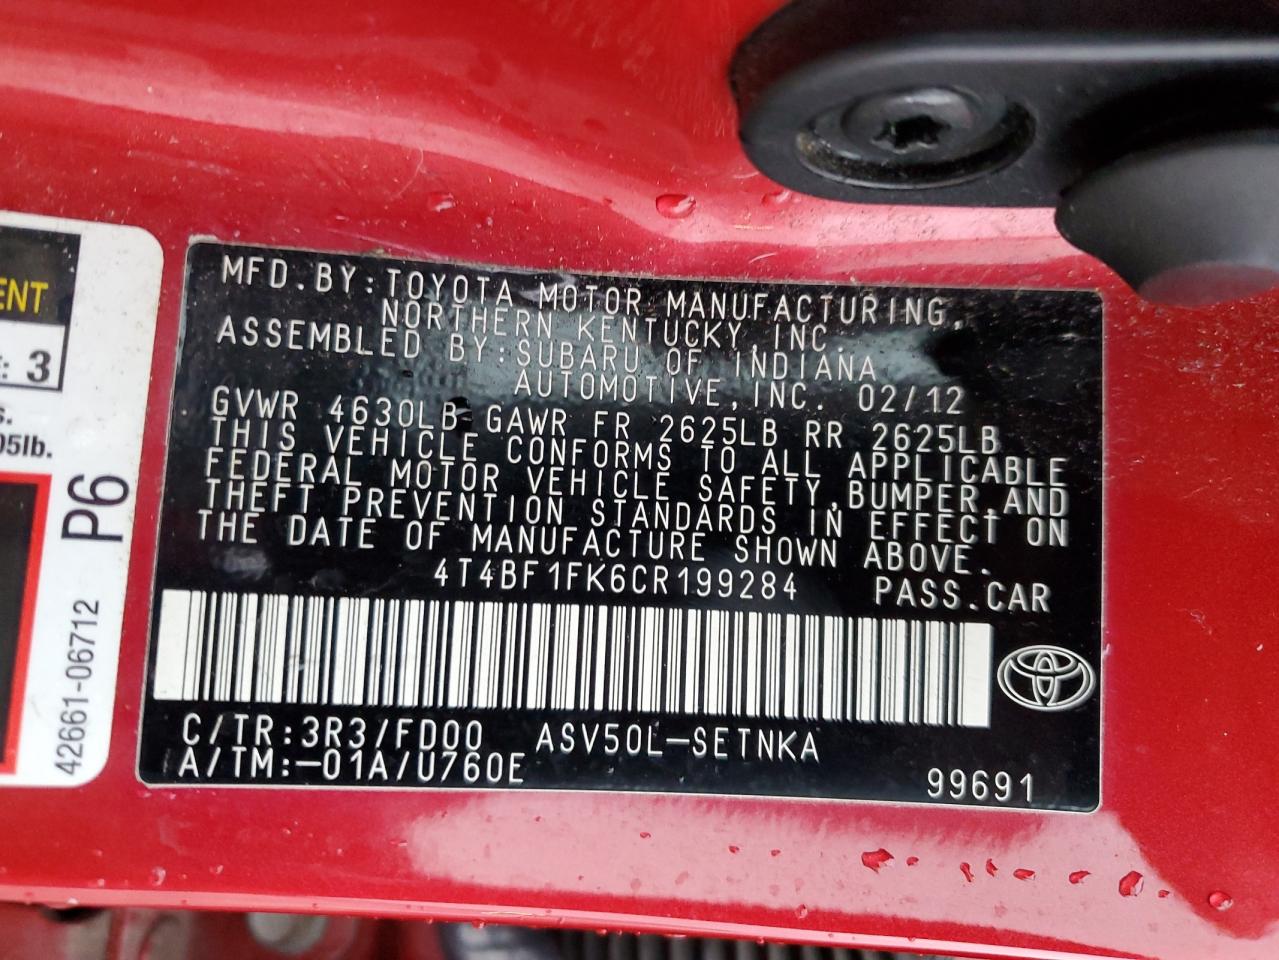 ENT
: 3
s.
05lb.
P6
42661-06712
MFD.BY:TOYOTA MOTOR MANUFACTURING,
NORTHERN KENTUCKY, INC.
ASSEMBLED BY:SUBARU OF INDIANA
AUTOMOTIVE,INC. 02/12
GVWR 4630LB GAWR FR 2625LB RR 2625LB
THIS VEHICLE CONFORMS TO ALL APPLICABLE
FEDERAL MOTOR VEHICLE SAFETY,BUMPER,AND
THEFT PREVENTION STANDARDS IN EFFECT ON
THE DATE OF MANUFACTURE SHOWN ABOVE.
4T4BF1FK6CR199284 PASS.CAR
C/TR:3R3/FD00 ASV50L-SETNKA
A/TM:-01A/U760E
99691